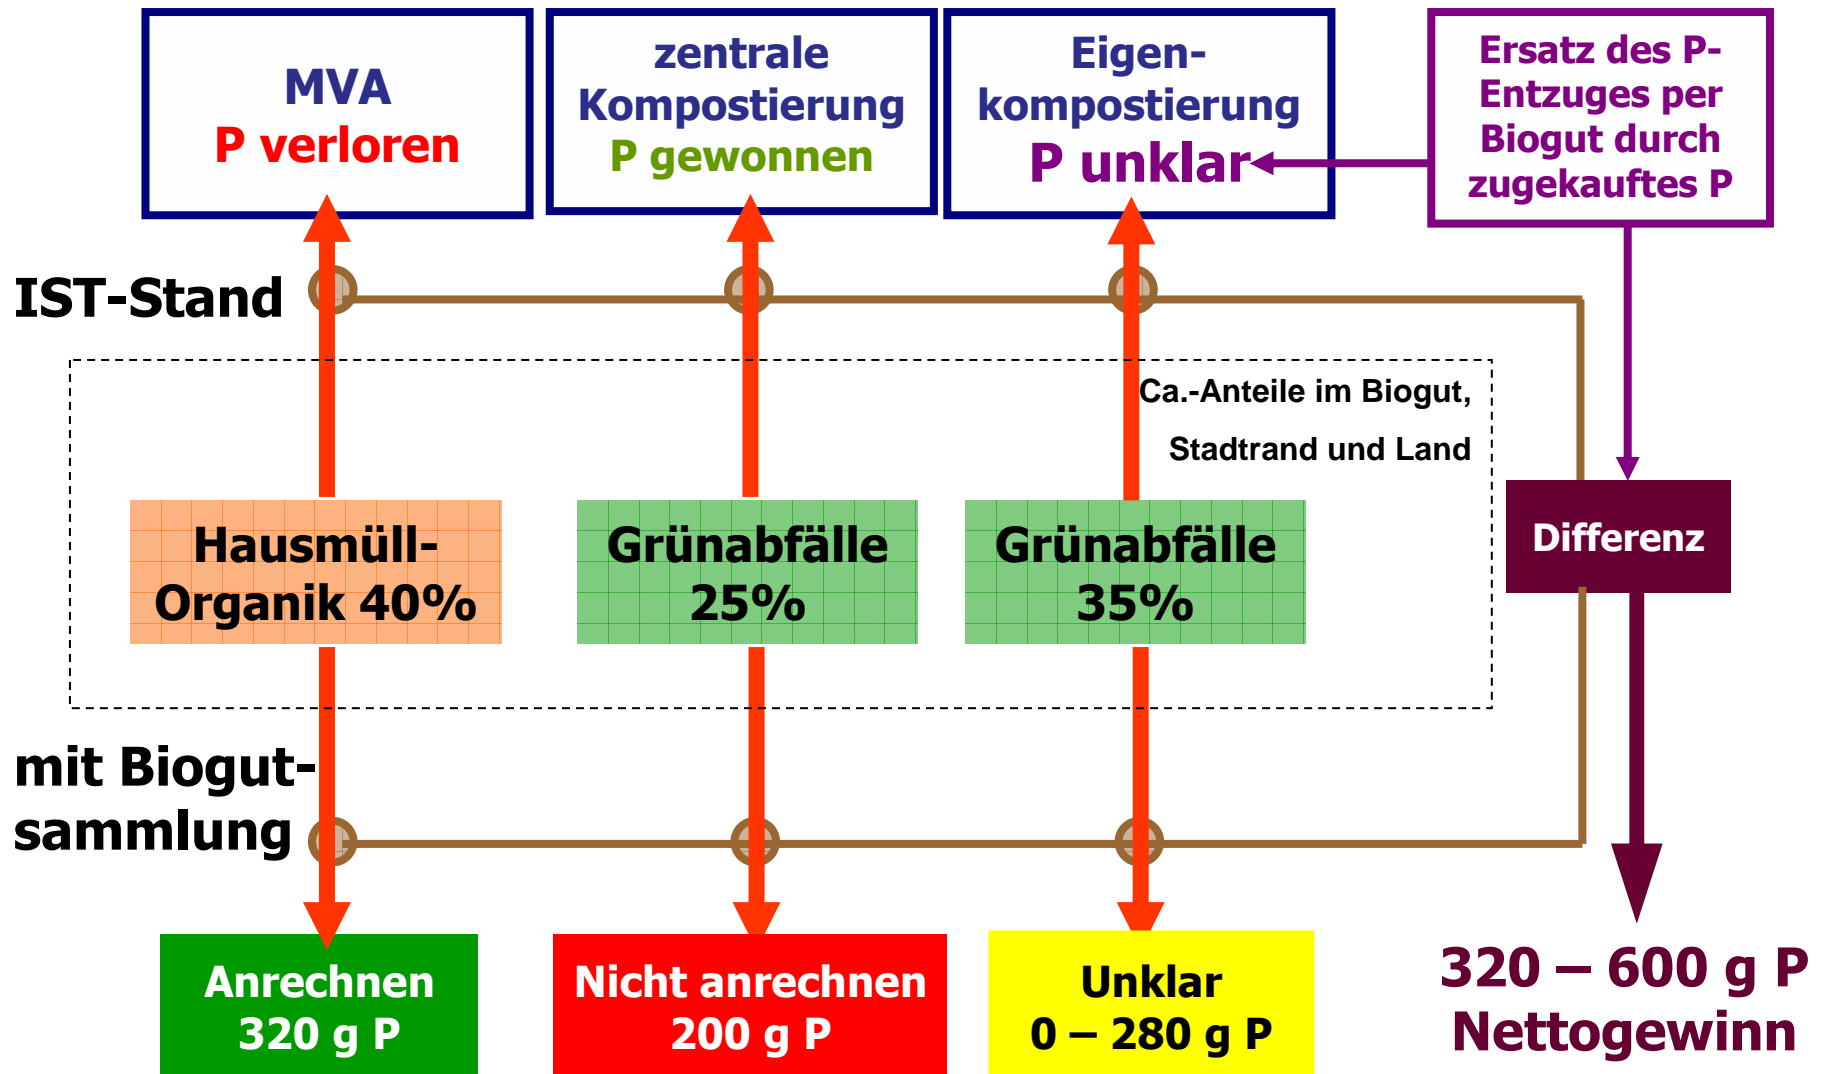 MVA
P verloren
zentrale
Kompostierung
P gewonnen
Eigen-
kompostierung
P unklar
Ersatz des P-
Entzuges per
Biogut durch
zugekauftes P
IST-Stand
Ca.-Anteile im Biogut,
Stadtrand und Land
Hausmüll-
Organik 40%
Grünabfälle
25%
Grünabfälle
35%
Differenz
mit Biogut-
sammlung
Anrechnen
320 g P
Nicht anrechnen
200 g P
Unklar
0 – 280 g P
320 – 600 g P
Nettogewinn